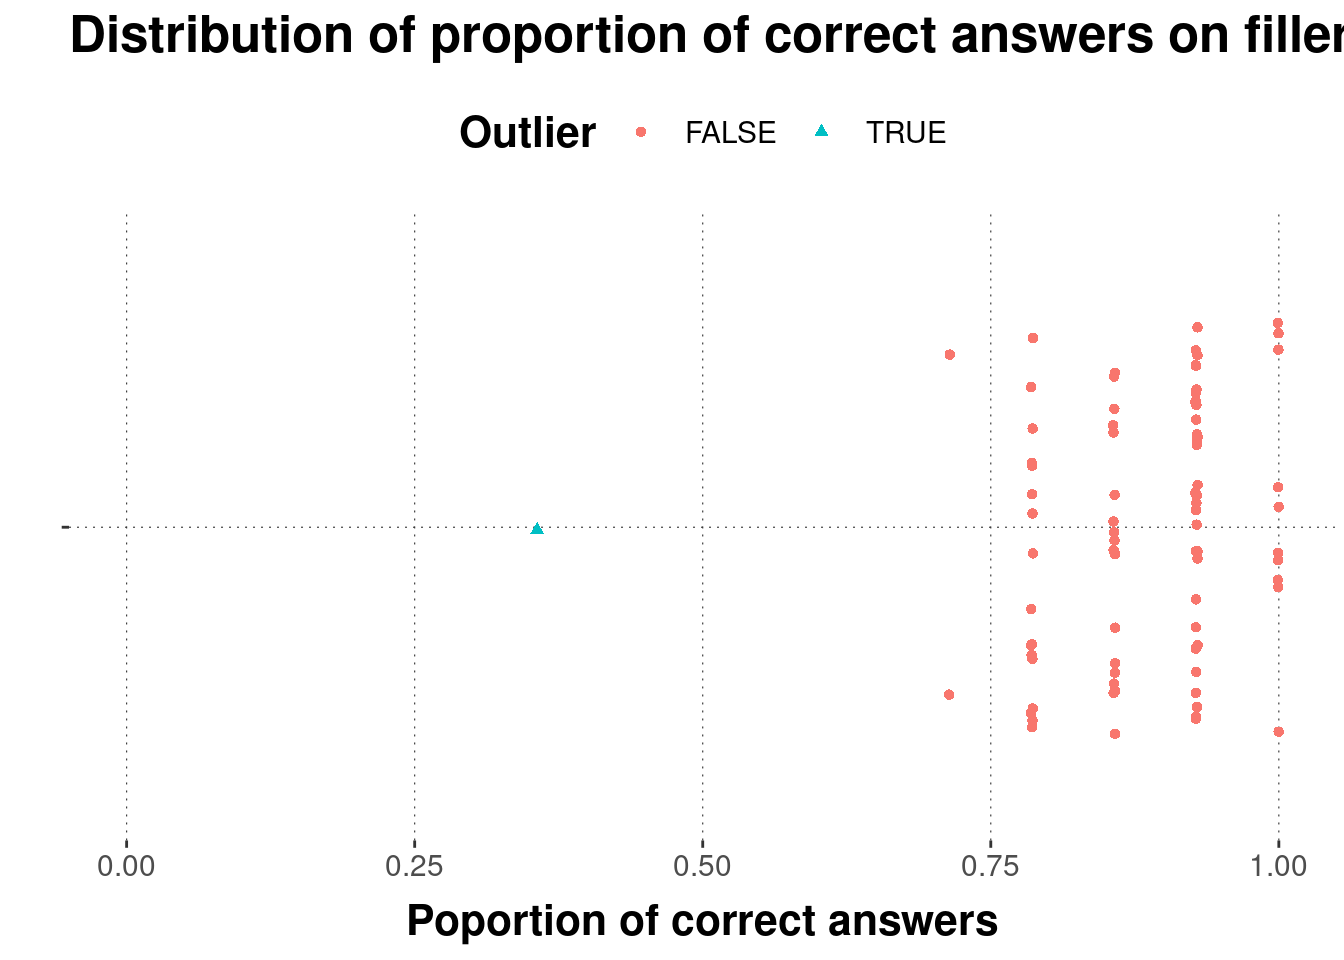 Distribution of proportion of correct answers on filler
Outlier FALSE TRUE
0.00 0.25 0.50 0.75 1.00
Poportion of correct answers